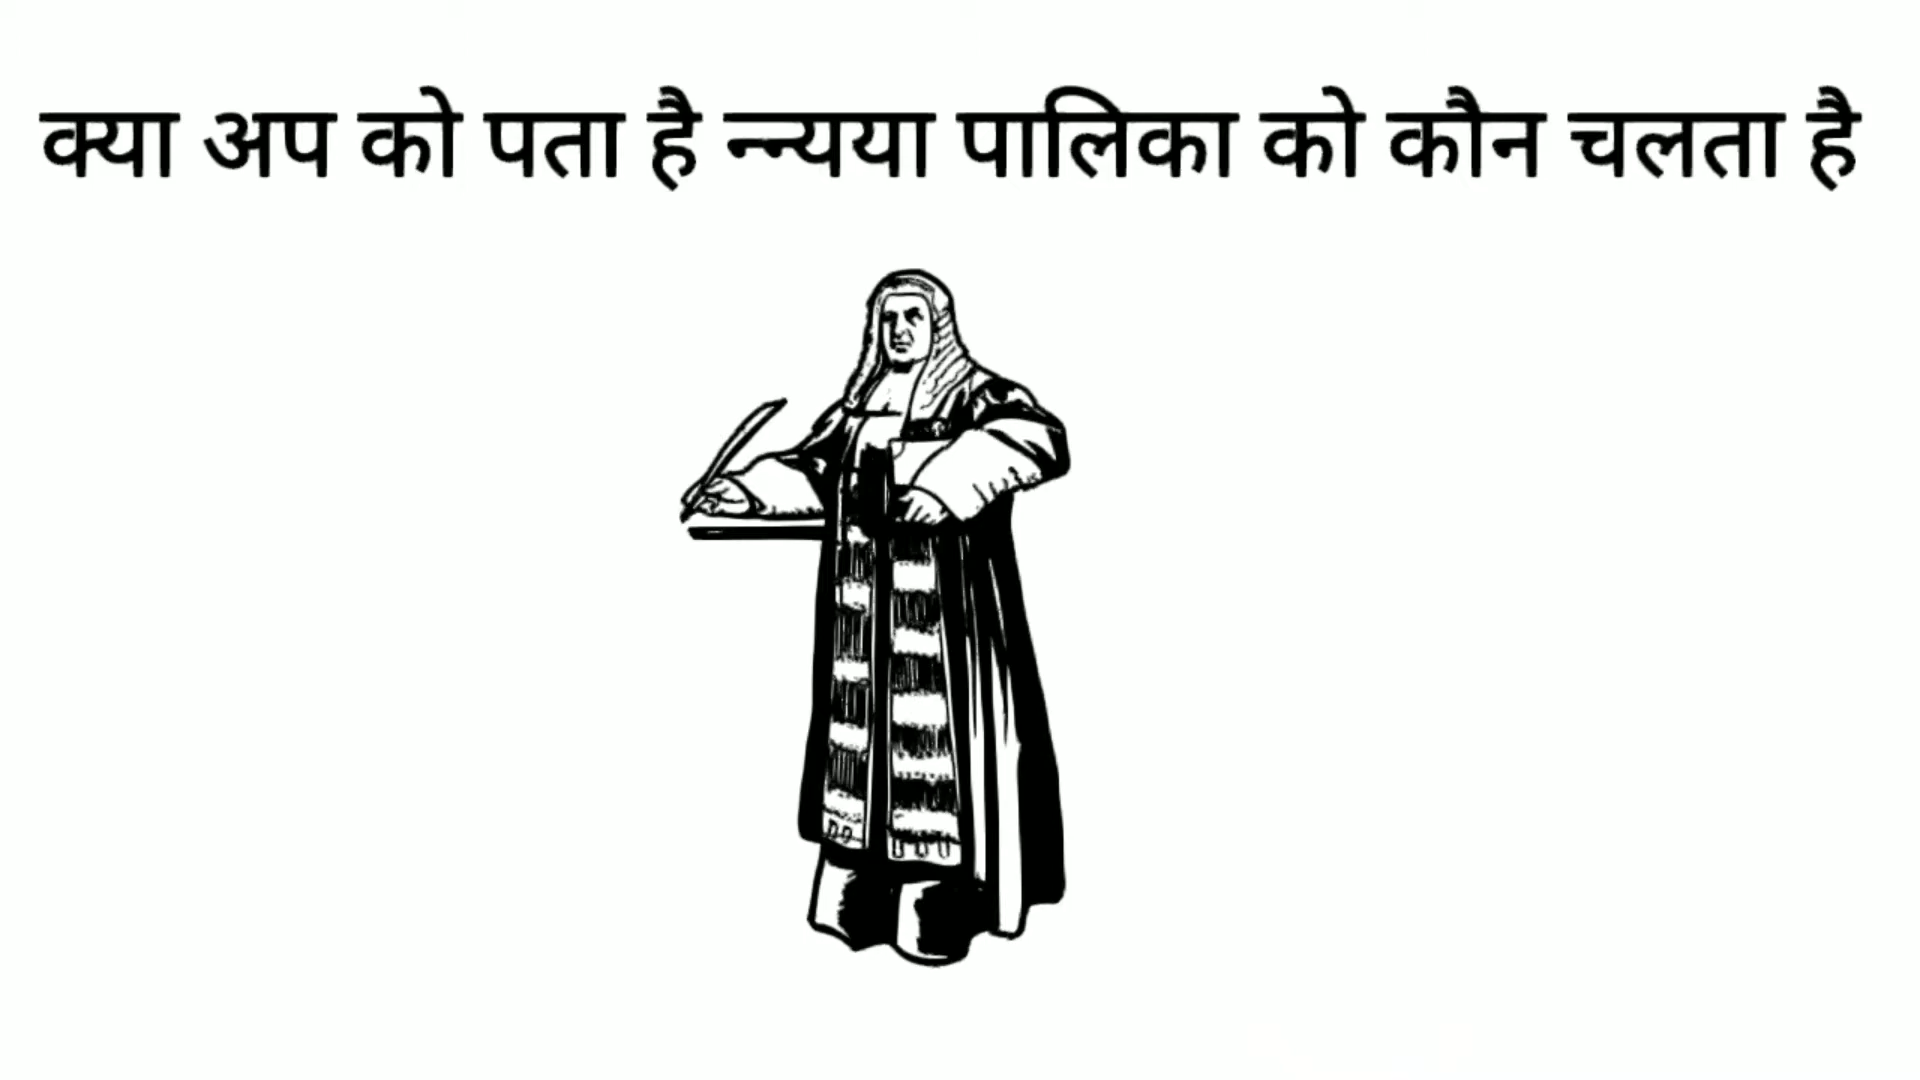 क्या अप को पता है न्न्यया पालिका को कौन चलता है